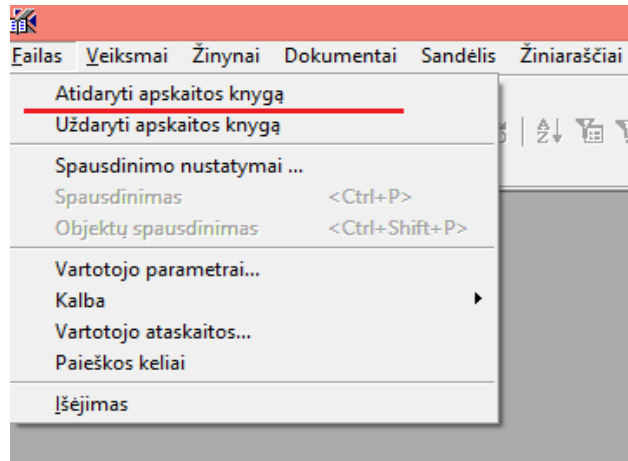 Failas Veiksmai Žinynai Dokumentai Sandėlis Žiniaraščiai
Atidaryti apskaitos knygą
Uždaryti apskaitos knygą
Spausdinimo nustatymai ...
Spausdinimas <Ctrl+P>
Objektų spausdinimas <Ctrl+Shift+P>
Vartotojo parametrai...
Kalba
Vartotojo ataskaitos...
Paieškos keliai
Išėjimas